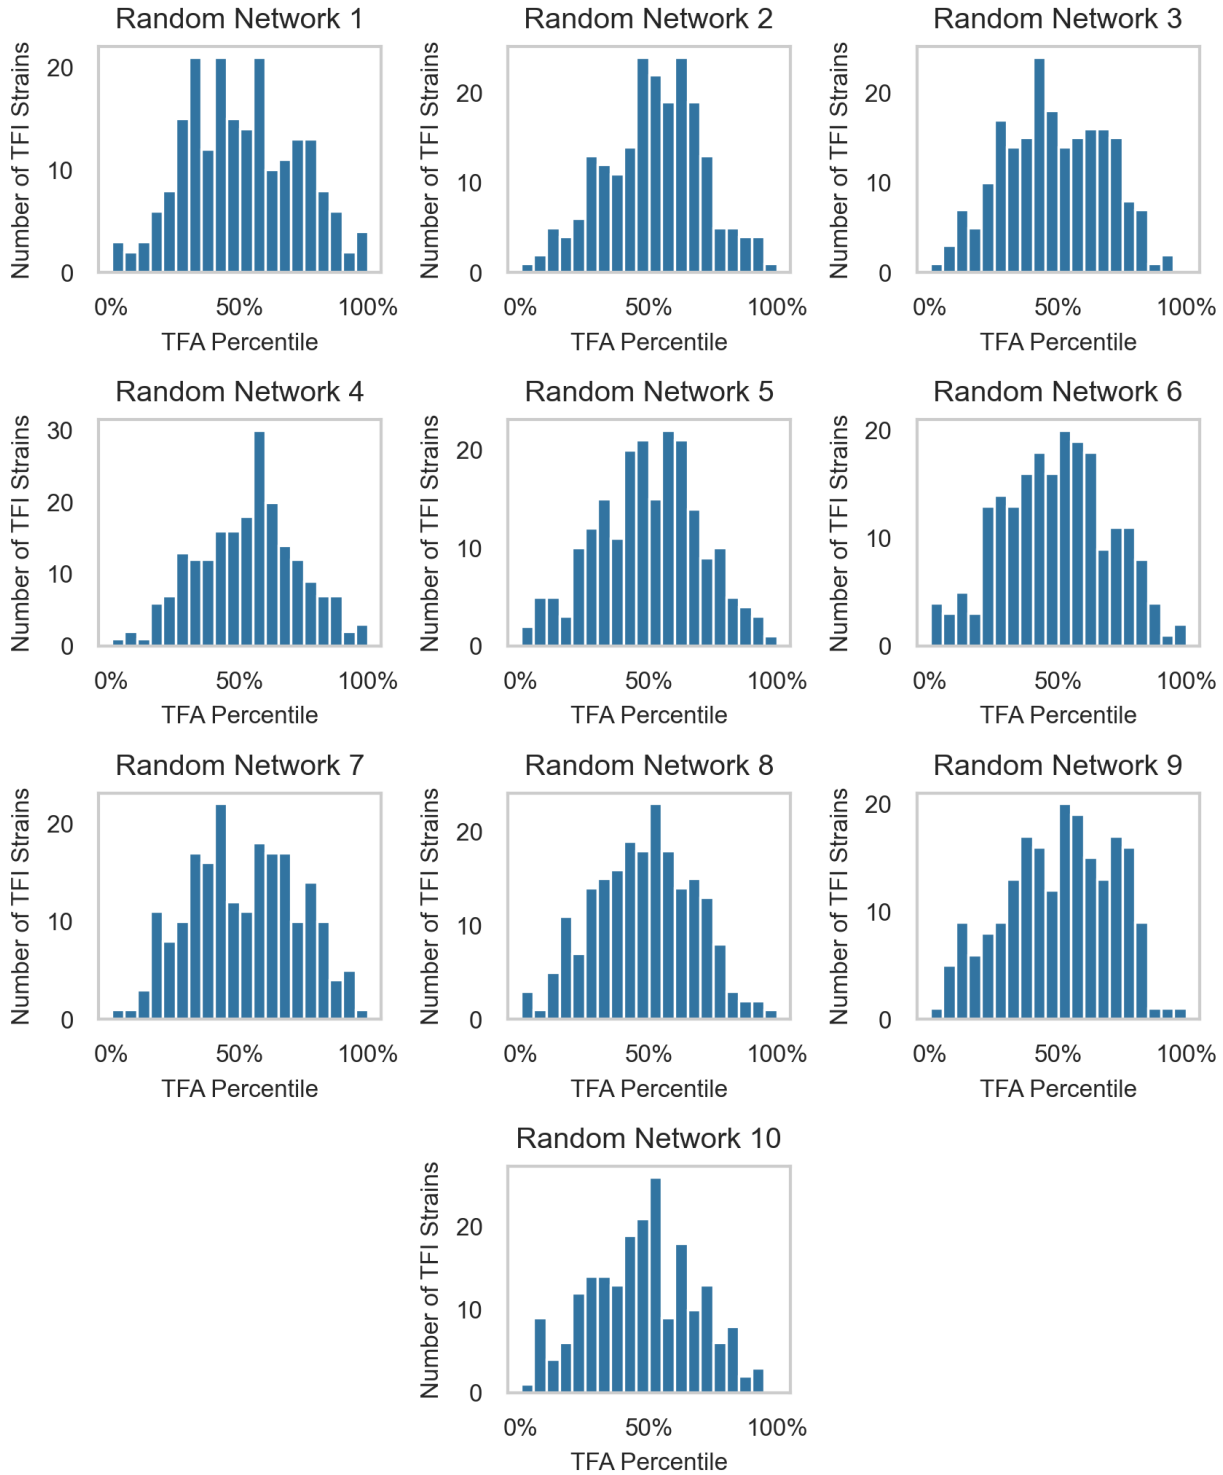 Random Network 1
Number of TFI Strains
20
10
0
0% 50% 100%
TFA Percentile
Random Network 2
Number of TFI Strains
20
10
0
0% 50% 100%
TFA Percentile
Random Network 3
Number of TFI Strains
20
10
0
0% 50% 100%
TFA Percentile
Random Network 4
Number of TFI Strains
30
20
10
0
0% 50% 100%
TFA Percentile
Random Network 5
Number of TFI Strains
20
10
0
0% 50% 100%
TFA Percentile
Random Network 6
Number of TFI Strains
20
10
0
0% 50% 100%
TFA Percentile
Random Network 7
Number of TFI Strains
20
10
0
0% 50% 100%
TFA Percentile
Random Network 8
Number of TFI Strains
20
10
0
0% 50% 100%
TFA Percentile
Random Network 9
Number of TFI Strains
20
10
0
0% 50% 100%
TFA Percentile
Random Network 10
Number of TFI Strains
20
10
0
0% 50% 100%
TFA Percentile